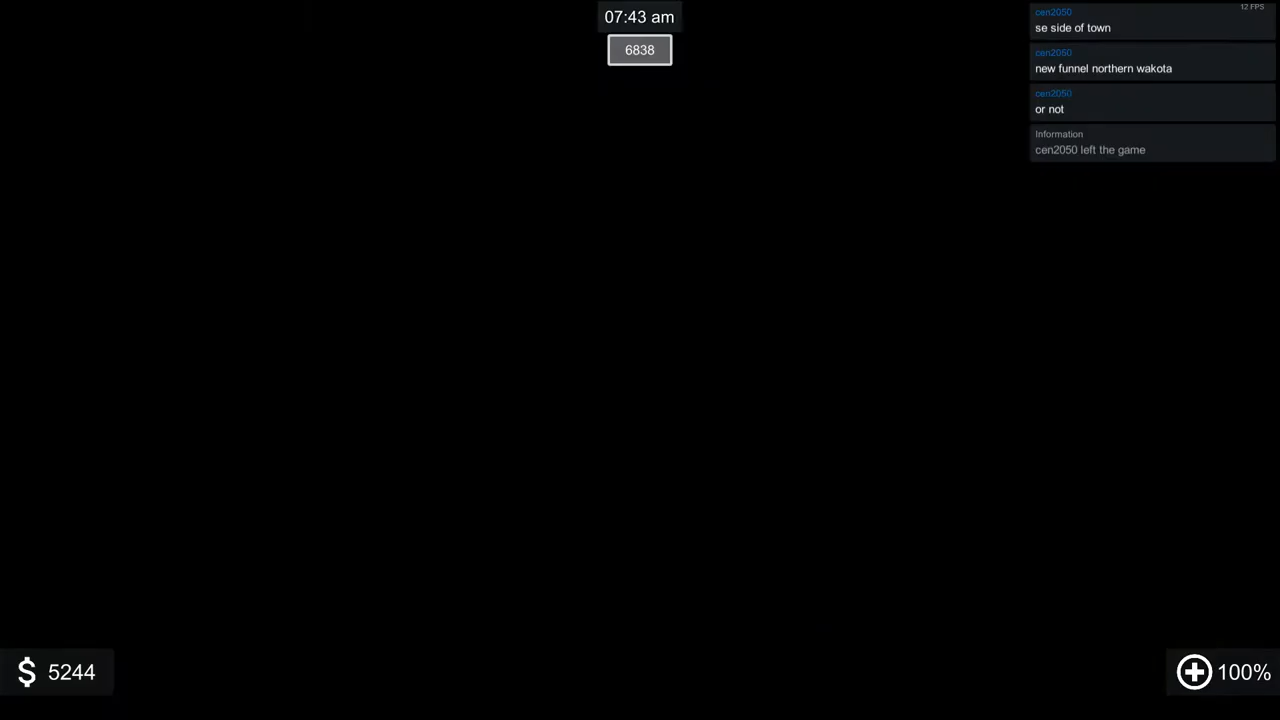 07:43 am
6838
12 FPS
cen2050
se side of town
cen2050
new funnel northern wakota
cen2050
or not
Information
cen2050 left the game
$ 5244
100%